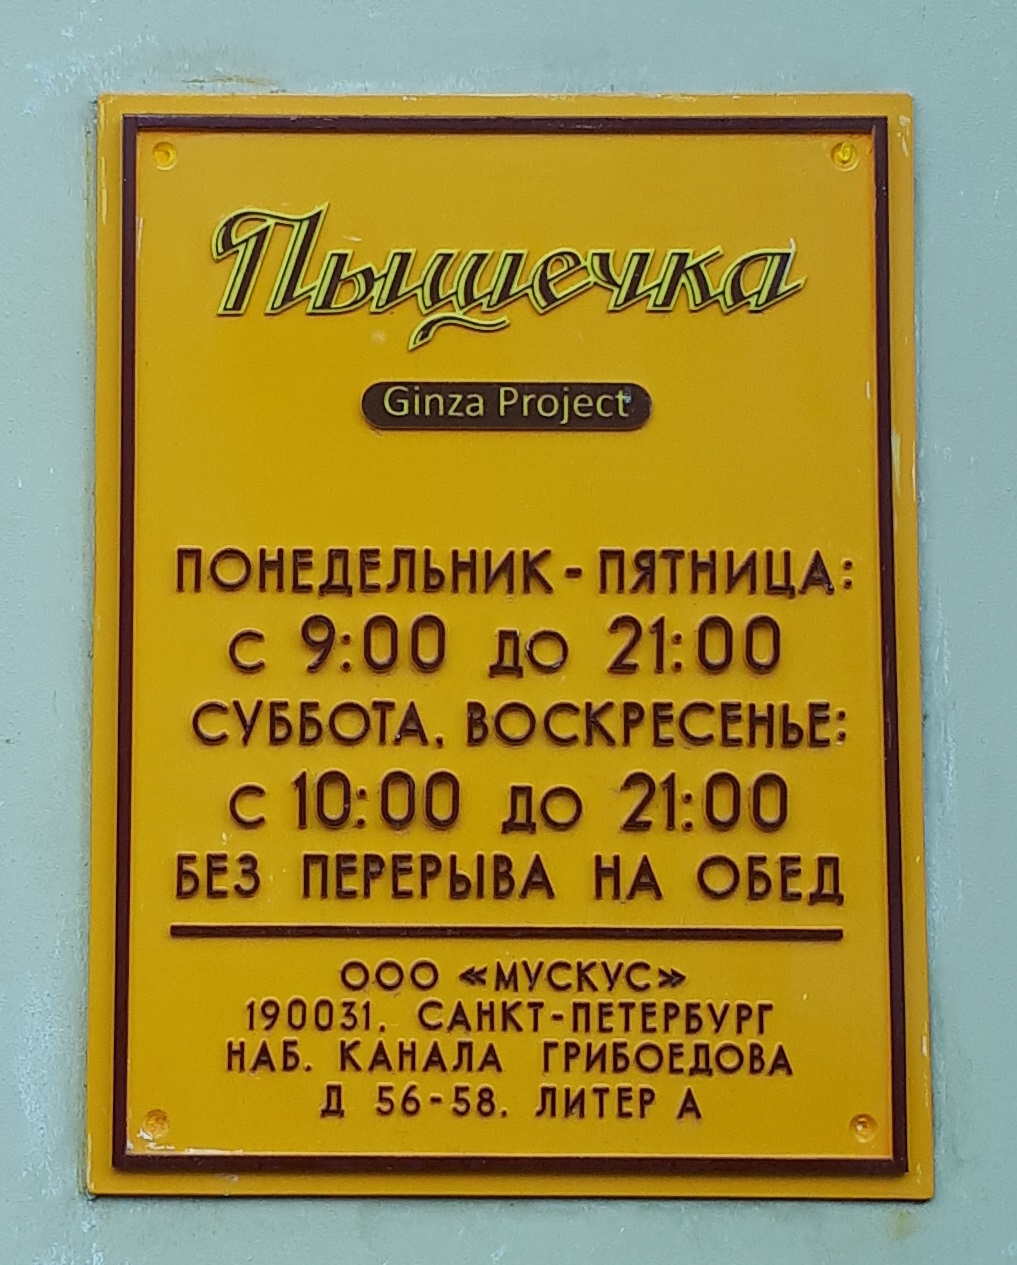 Пышечка
Ginza Project
ПОНЕДЕЛЬНИК - ПЯТНИЦА:
С 9:00 ДО 21:00
СУББОТА, ВОСКРЕСЕНЬЕ:
С 10:00 ДО 21:00
БЕЗ ПЕРЕРЫВА НА ОБЕД
ООО «МУСКУС»
190031, САНКТ-ПЕТЕРБУРГ
НАБ. КАНАЛА ГРИБОЕДОВА
Д 56-58, ЛИТЕР А